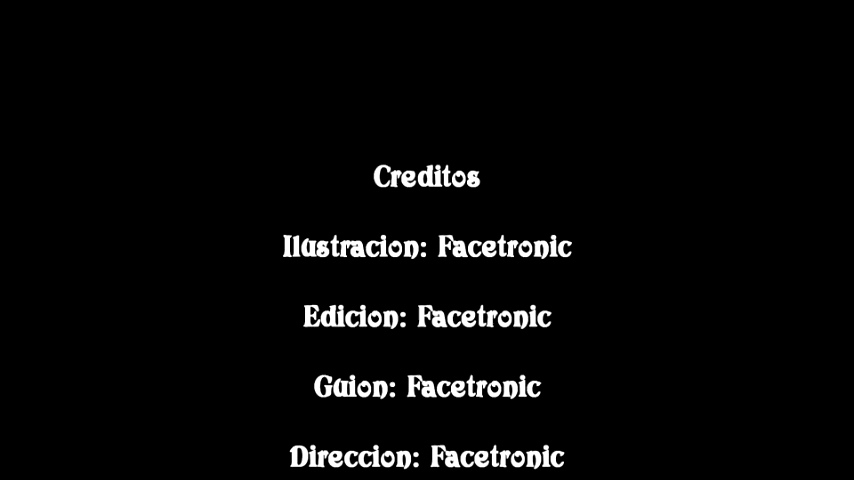 Creditos
Ilustracion: Facetronic
Edicion: Facetronic
Guion: Facetronic
Direccion: Facetronic